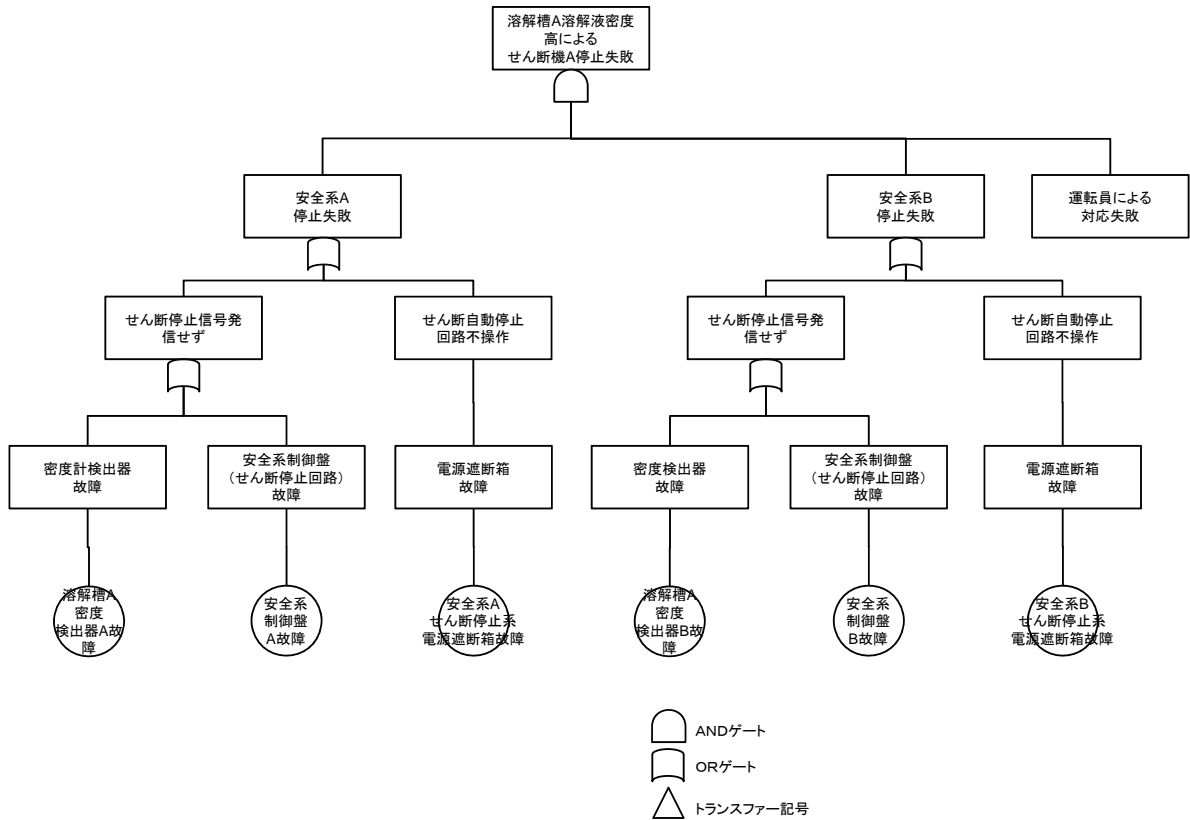 溶解槽A溶解液密度
高による
せん断機A停止失敗
安全系A
停止失敗
安全系B
停止失敗
運転員による
対応失敗
せん断停止信号発
信せず
せん断自動停止
回路不操作
せん断停止信号発
信せず
せん断自動停止
回路不操作
密度計検出器
故障
安全系制御盤
（せん断停止回路）
故障
電源遮断箱
故障
密度検出器
故障
安全系制御盤
（せん断停止回路）
故障
電源遮断箱
故障
溶解槽A
密度
検出器A故
障
安全系
制御盤
A故障
安全系A
せん断停止系
電源遮断箱故障
溶解槽A
密度
検出器B故
障
安全系
制御盤
B故障
安全系B
せん断停止系
電源遮断箱故障
ANDゲート
ORゲート
トランスファー記号